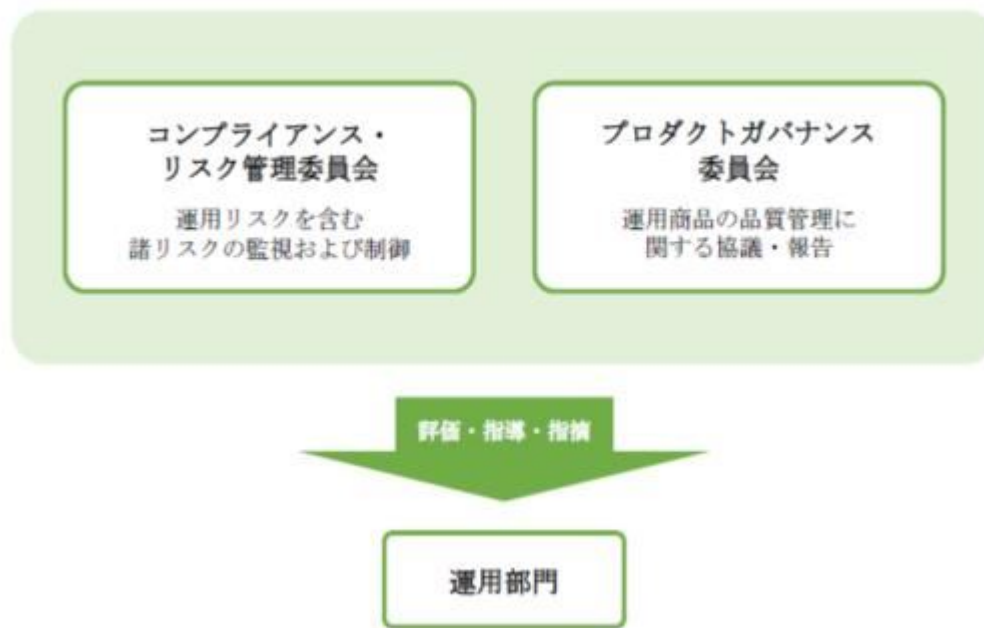 コンプライアンス・
リスク管理委員会
運用リスクを含む
諸リスクの監視および制御
プロダクトガバナンス
委員会
運用商品の品質管理に
関する協議・報告
評価・指導・指摘
運用部門